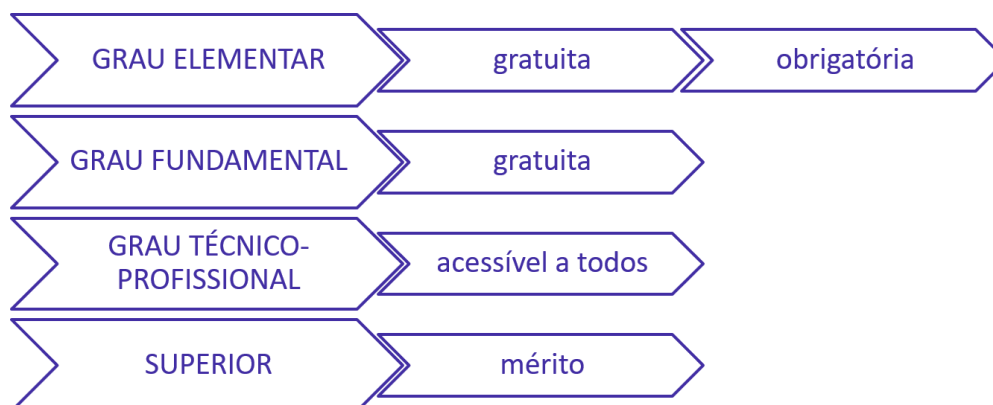 GRAU ELEMENTAR
gratuita
obrigatória
GRAU FUNDAMENTAL
gratuita
GRAU TÉCNICO-
PROFISSIONAL
acessível a todos
SUPERIOR
mérito